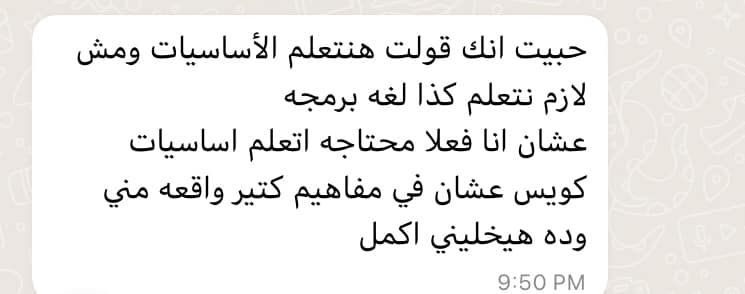 حبيت انك قولت هنتعلم الأساسيات ومش
لازم نتعلم كذا لغه برمجه
عشان انا فعلا محتاجه اتعلم اساسيات
كويس عشان في مفاهيم كتير واقعه مني
وده هيخليني اكمل
9:50 PM